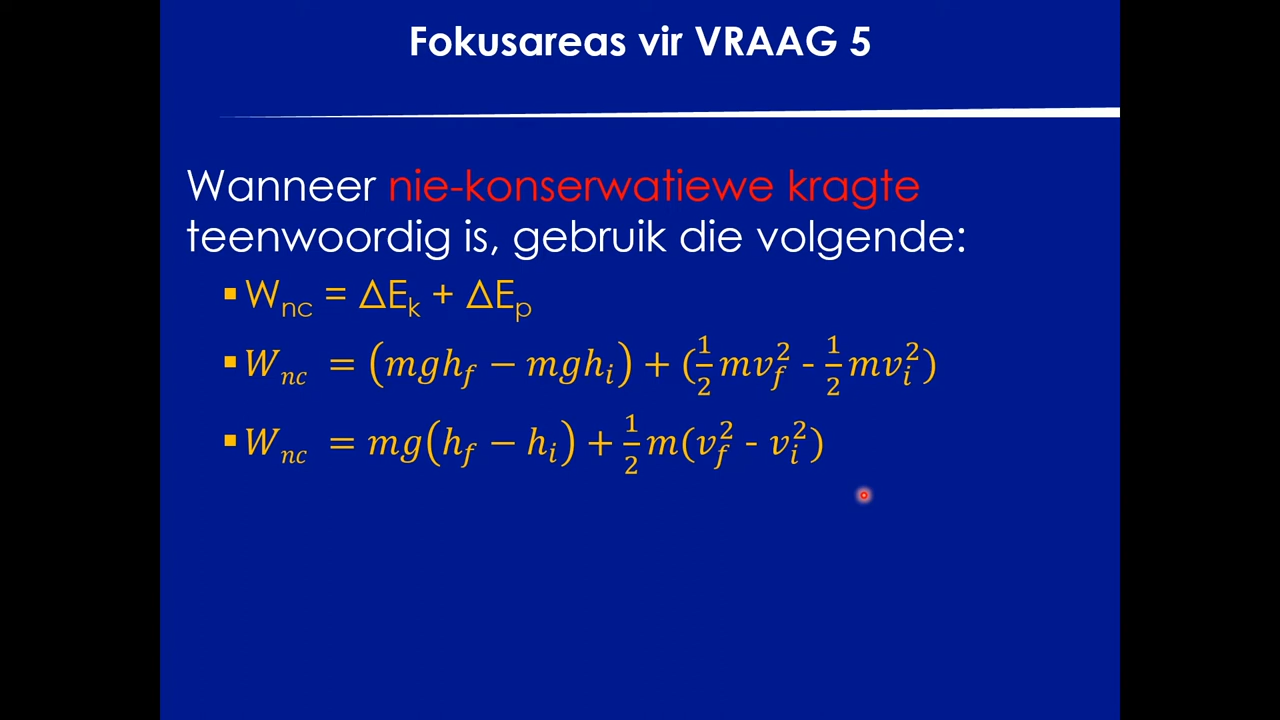 Fokusareas vir VRAAG 5
Wanneer nie-konserwatiewe kragte
teenwoordig is, gebruik die volgende:
▪ W_nc = ΔE_k + ΔE_p
▪ W_nc = (mgh_f − mgh_i) + (½mv_f² - ½mv_i²)
▪ W_nc = mg(h_f − h_i) + ½m(v_f² - v_i²)